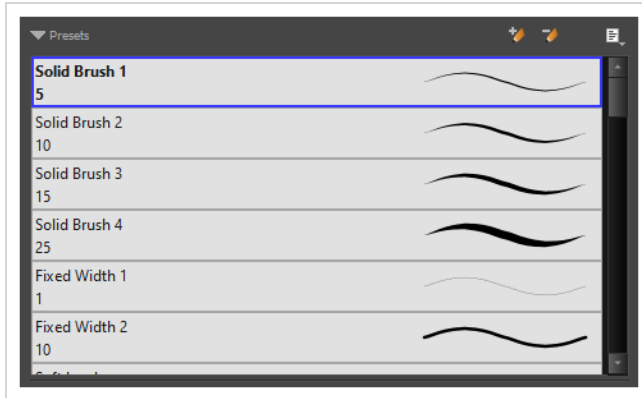 Presets
Solid Brush 1
5
Solid Brush 2
10
Solid Brush 3
15
Solid Brush 4
25
Fixed Width 1
1
Fixed Width 2
10